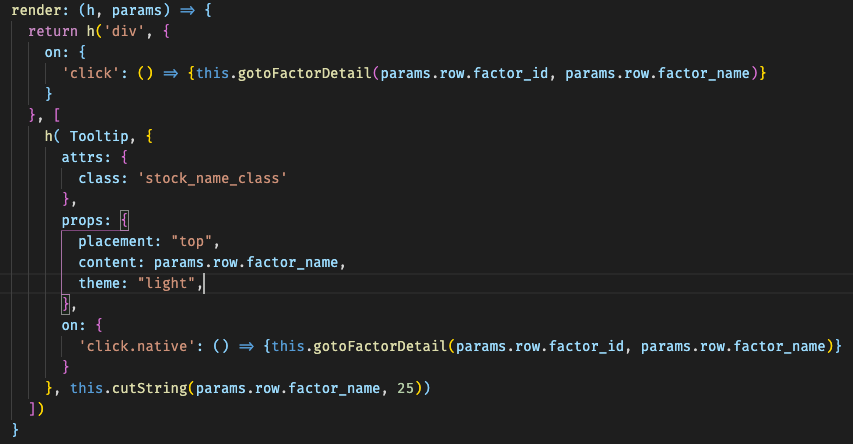 render: (h, params) => {
return h('div', {
on: {
'click': () => {this.gotoFactorDetail(params.row.factor_id, params.row.factor_name)}
}
}, [
h( Tooltip, {
attrs: {
class: 'stock_name_class'
},
props: {
placement: "top",
content: params.row.factor_name,
theme: "light",
},
on: {
'click.native': () => {this.gotoFactorDetail(params.row.factor_id, params.row.factor_name)}
}
}, this.cutString(params.row.factor_name, 25))
])
}